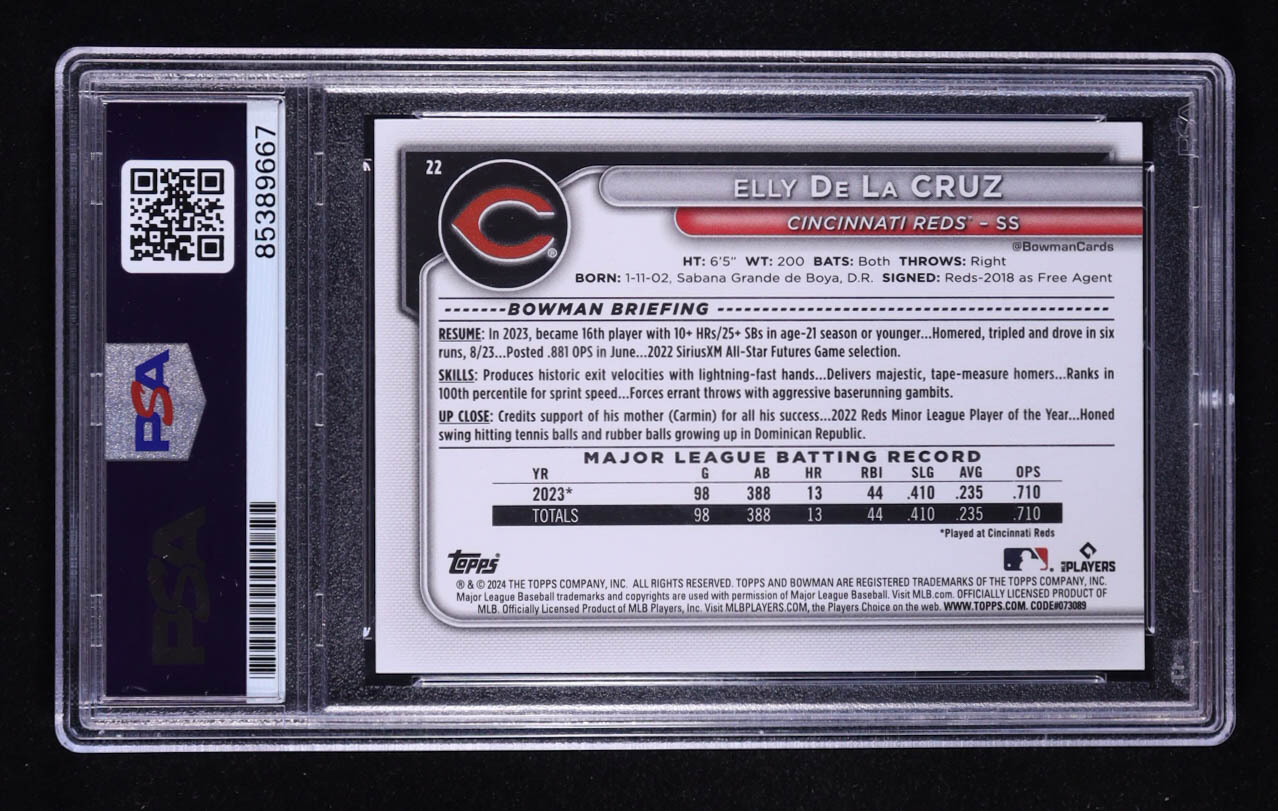 85389667
PSA
PSA
22
C
®
ELLY DE LA CRUZ
CINCINNATI REDS® – SS
@BowmanCards
HT: 6'5" WT: 200 BATS: Both THROWS: Right
BORN: 1-11-02, Sabana Grande de Boya, D.R. SIGNED: Reds-2018 as Free Agent
BOWMAN BRIEFING
RESUME: In 2023, became 16th player with 10+ HRs/25+ SBs in age-21 season or younger...Homered, tripled and drove in six
runs, 8/23...Posted .881 OPS in June...2022 SiriusXM All-Star Futures Game selection.
SKILLS: Produces historic exit velocities with lightning-fast hands...Delivers majestic, tape-measure homers...Ranks in
100th percentile for sprint speed...Forces errant throws with aggressive baserunning gambits.
UP CLOSE: Credits support of his mother (Carmin) for all his success...2022 Reds Minor League Player of the Year...Honed
swing hitting tennis balls and rubber balls growing up in Dominican Republic.
MAJOR LEAGUE BATTING RECORD
YR G AB HR RBI SLG AVG OPS
2023* 98 388 13 44 .410 .235 .710
TOTALS 98 388 13 44 .410 .235 .710
*Played at Cincinnati Reds
Topps®
PLAYERS
® & © 2024 THE TOPPS COMPANY, INC. ALL RIGHTS RESERVED. TOPPS AND BOWMAN ARE REGISTERED TRADEMARKS OF THE TOPPS COMPANY, INC.
Major League Baseball trademarks and copyrights are used with permission of Major League Baseball. Visit MLB.com. OFFICIALLY LICENSED PRODUCT OF
MLB. Officially Licensed Product of MLB Players, Inc. Visit MLBPLAYERS.COM, the Players Choice on the web. WWW.TOPPS.COM. CODE#073089